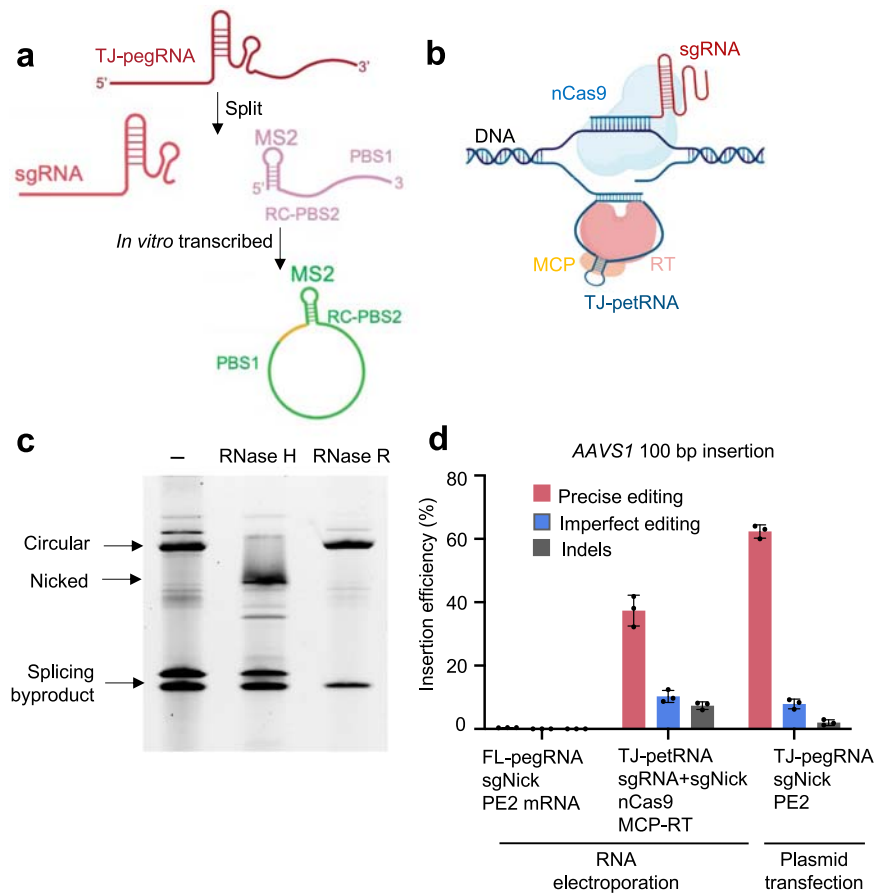 a
TJ-pegRNA
5'
3'
Split
sgRNA
MS2
PBS1
5'
3
RC-PBS2
In vitro transcribed
MS2
RC-PBS2
PBS1
b
sgRNA
nCas9
DNA
MCP
RT
TJ-petRNA
c
– RNase H RNase R
Circular
Nicked
Splicing
byproduct
d
AAVS1 100 bp insertion
Insertion efficiency (%)
80
60
40
20
0
Precise editing
Imperfect editing
Indels
FL-pegRNA
sgNick
PE2 mRNA
TJ-petRNA
sgRNA+sgNick
nCas9
MCP-RT
TJ-pegRNA
sgNick
PE2
RNA
electroporation
Plasmid
transfection